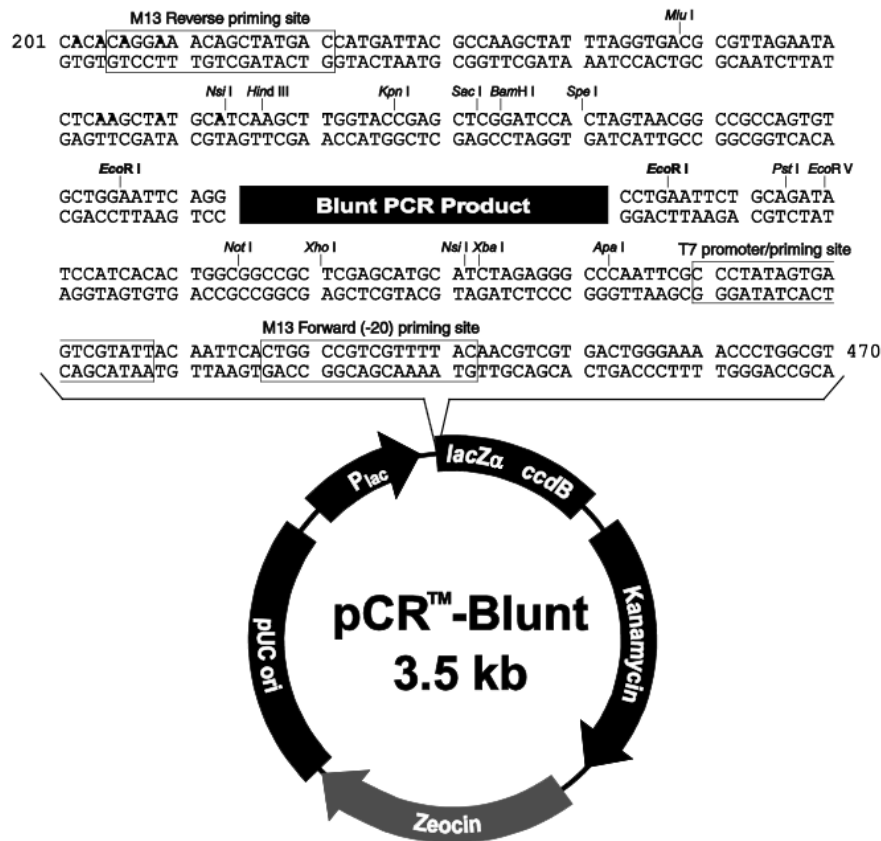 M13 Reverse priming site Mlu I
201 CACACAGGAA ACAGCTATGAC CATGATTAC GCCAAGCTAT TTAGGTGACG CGTTAGAATA
GTGTGTCCTT TGTCGATACTG GTACTAATG CGGTTCGATA AATCCACTGC GCAATCTTAT
Nsi I Hind III Kpn I Sac I BamH I Spe I
CTCAAGCTAT GCATCAAGCT TGGTACCGAG CTCGGATCCA CTAGTAACGG CCGCCAGTGT
GAGTTCGATA CGTAGTTCGA ACCATGGCTC GAGCCTAGGT GATCATTGCC GGCGGTCACA
EcoR I EcoR I Pst I EcoR V
GCTGGAATTC AGG Blunt PCR Product CCTGAATTCT GCAGATA
CGACCTTAAG TCC GGACTTAAGA CGTCTAT
Not I Xho I Nsi I Xba I Apa I T7 promoter/priming site
TCCATCACAC TGGCGGCCGC TCGAGCATGC ATCTAGAGGG CCCAATTCGC CCTATAGTGA
AGGTAGTGTG ACCGCCGGCG AGCTCGTACG TAGATCTCCC GGGTTAAGCG GGATATCACT
M13 Forward (-20) priming site
GTCGTATTAC AATTCACTGG CCGTCGTTTT ACAACGTCGT GACTGGGAAA ACCCTGGCGT 470
CAGCATAATG TTAAGTGACC GGCAGCAAAA TGTTGCAGCA CTGACCCTTT TGGGACCGCA
Plac lacZα ccdB
pCR™-Blunt
3.5 kb
Kanamycin
pUC ori
Zeocin